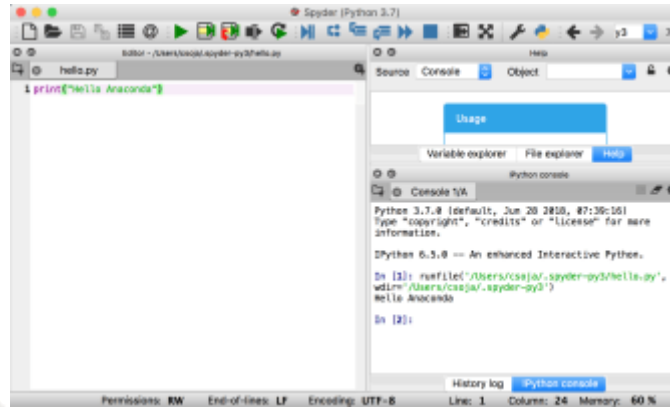 Spyder (Python 3.7)
Editor - /Users/csoja/.spyder-py3/hello.py
hello.py
1 print("Hello Anaconda")
Help
Source Console Object
Usage
Variable explorer File explorer Help
IPython console
Console 1/A
Python 3.7.0 (default, Jun 28 2018, 07:39:16)
Type "copyright", "credits" or "license" for more
information.
IPython 6.5.0 -- An enhanced Interactive Python.
In [1]: runfile('/Users/csoja/.spyder-py3/hello.py',
wdir='/Users/csoja/.spyder-py3')
Hello Anaconda
In [2]:
History log IPython console
Permissions: RW End-of-lines: LF Encoding: UTF-8 Line: 1 Column: 24 Memory: 60 %